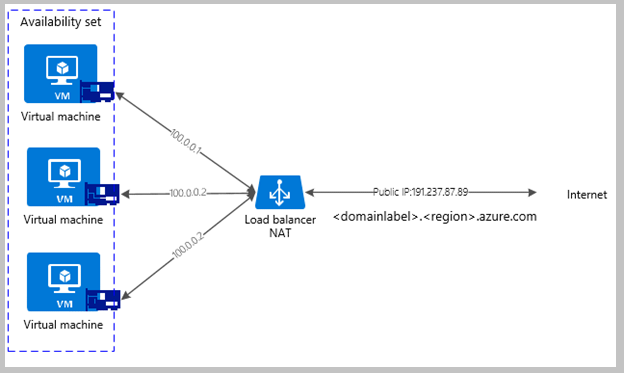 Availability set
VM
Virtual machine
100.0.0.1
VM
Virtual machine
100.0.0.2
Load balancer
NAT
Public IP:191.237.87.89
<domainlabel>.<region>.azure.com
Internet
100.0.0.2
VM
Virtual machine